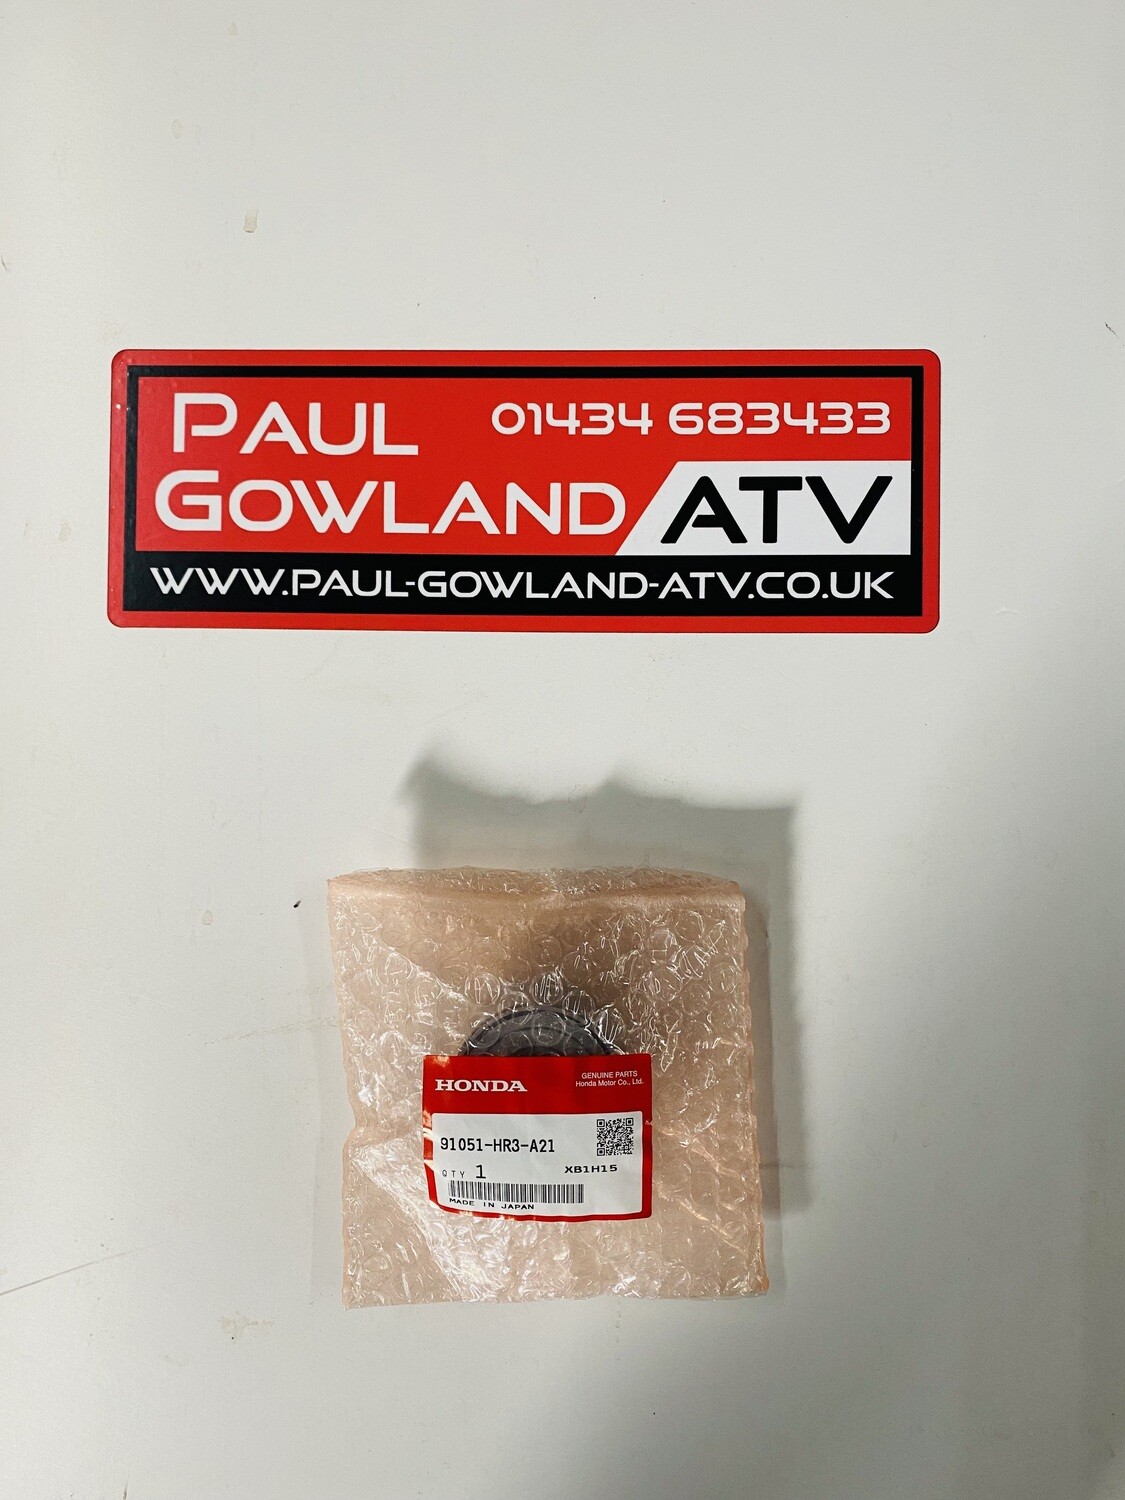 PAUL
01434 683433
GOWLAND ATV
WWW.PAUL-GOWLAND-ATV.CO.UK
HONDA
GENUINE PARTS
Honda Motor Co., Ltd.
91051-HR3-A21
QTY 1
XB1H15
MADE IN JAPAN